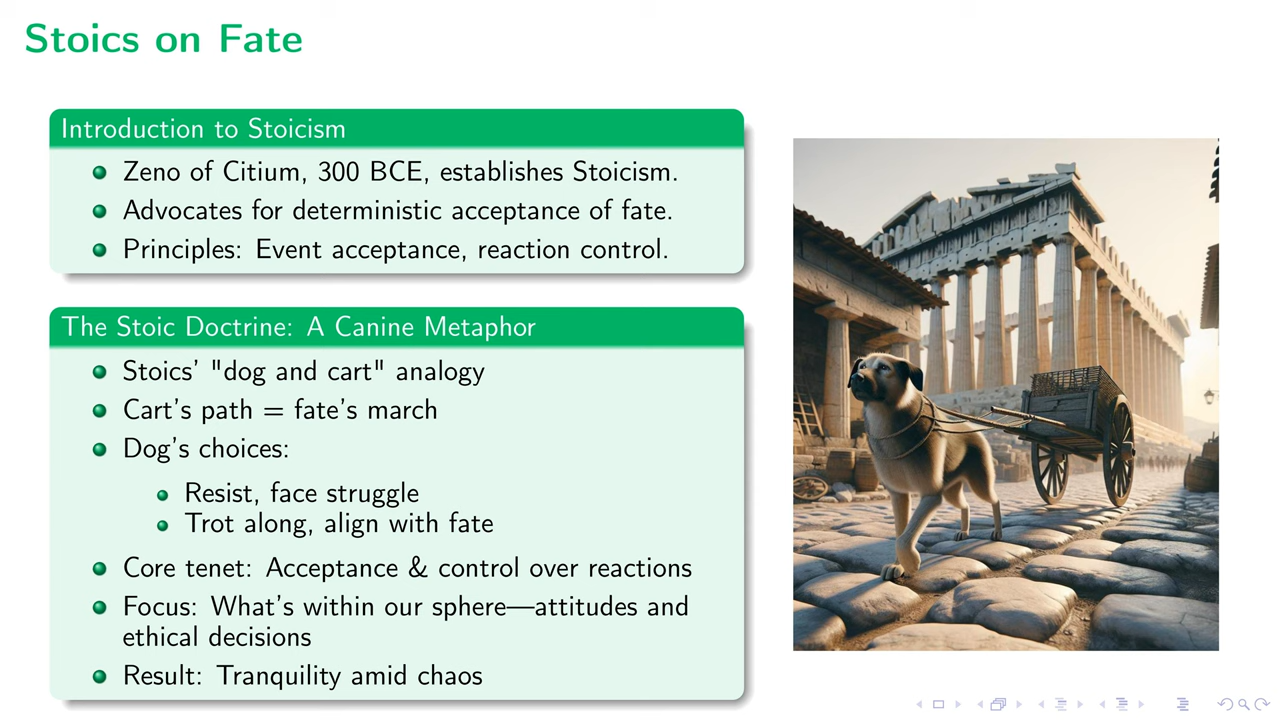 Stoics on Fate
Introduction to Stoicism
Zeno of Citium, 300 BCE, establishes Stoicism.
Advocates for deterministic acceptance of fate.
Principles: Event acceptance, reaction control.
The Stoic Doctrine: A Canine Metaphor
Stoics' "dog and cart" analogy
Cart's path = fate's march
Dog's choices:
Resist, face struggle
Trot along, align with fate
Core tenet: Acceptance & control over reactions
Focus: What's within our sphere—attitudes and
ethical decisions
Result: Tranquility amid chaos